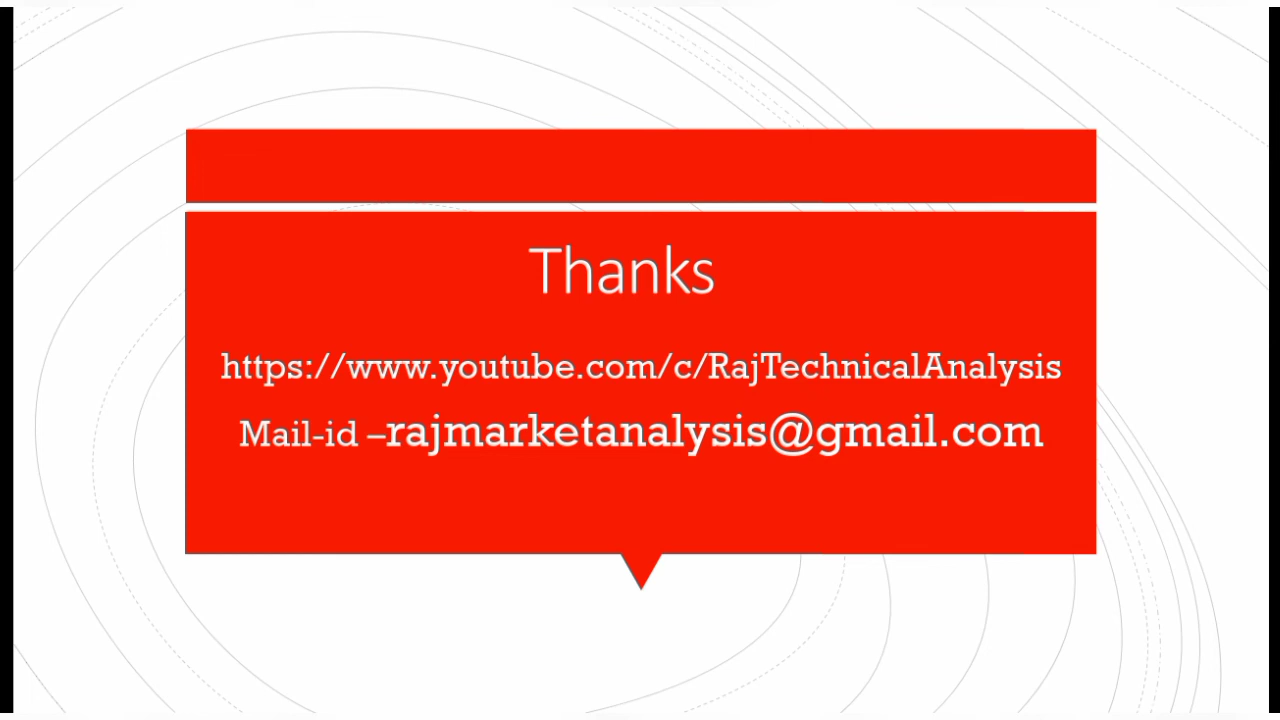 Thanks
https://www.youtube.com/c/RajTechnicalAnalysis
Mail-id –rajmarketanalysis@gmail.com